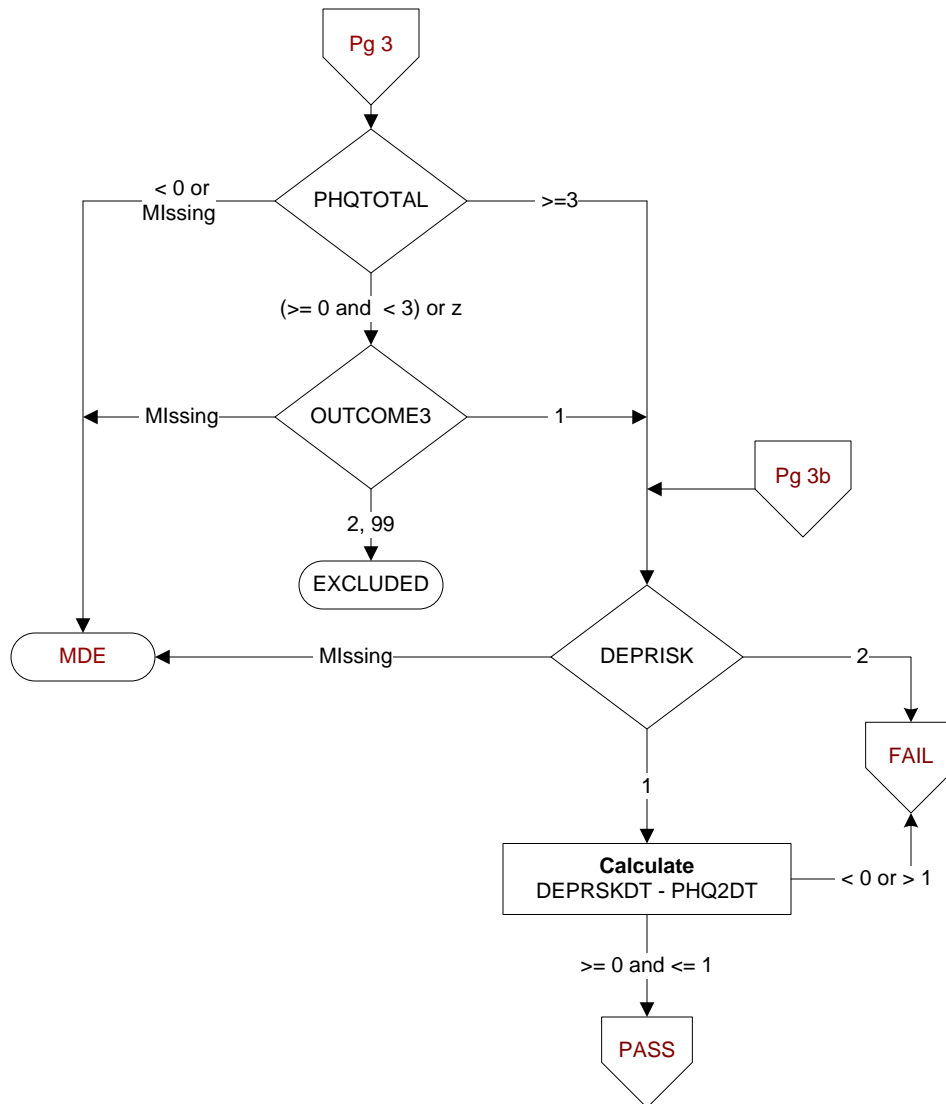 Pg 3
PHQTOTAL
< 0 or
MIssing
>=3
(>= 0 and  < 3) or z
OUTCOME3
MIssing
1
Pg 3b
2, 99
EXCLUDED
MDE
MIssing
DEPRISK
2
FAIL
1
Calculate
DEPRSKDT - PHQ2DT
< 0 or > 1
>= 0 and <= 1
PASS